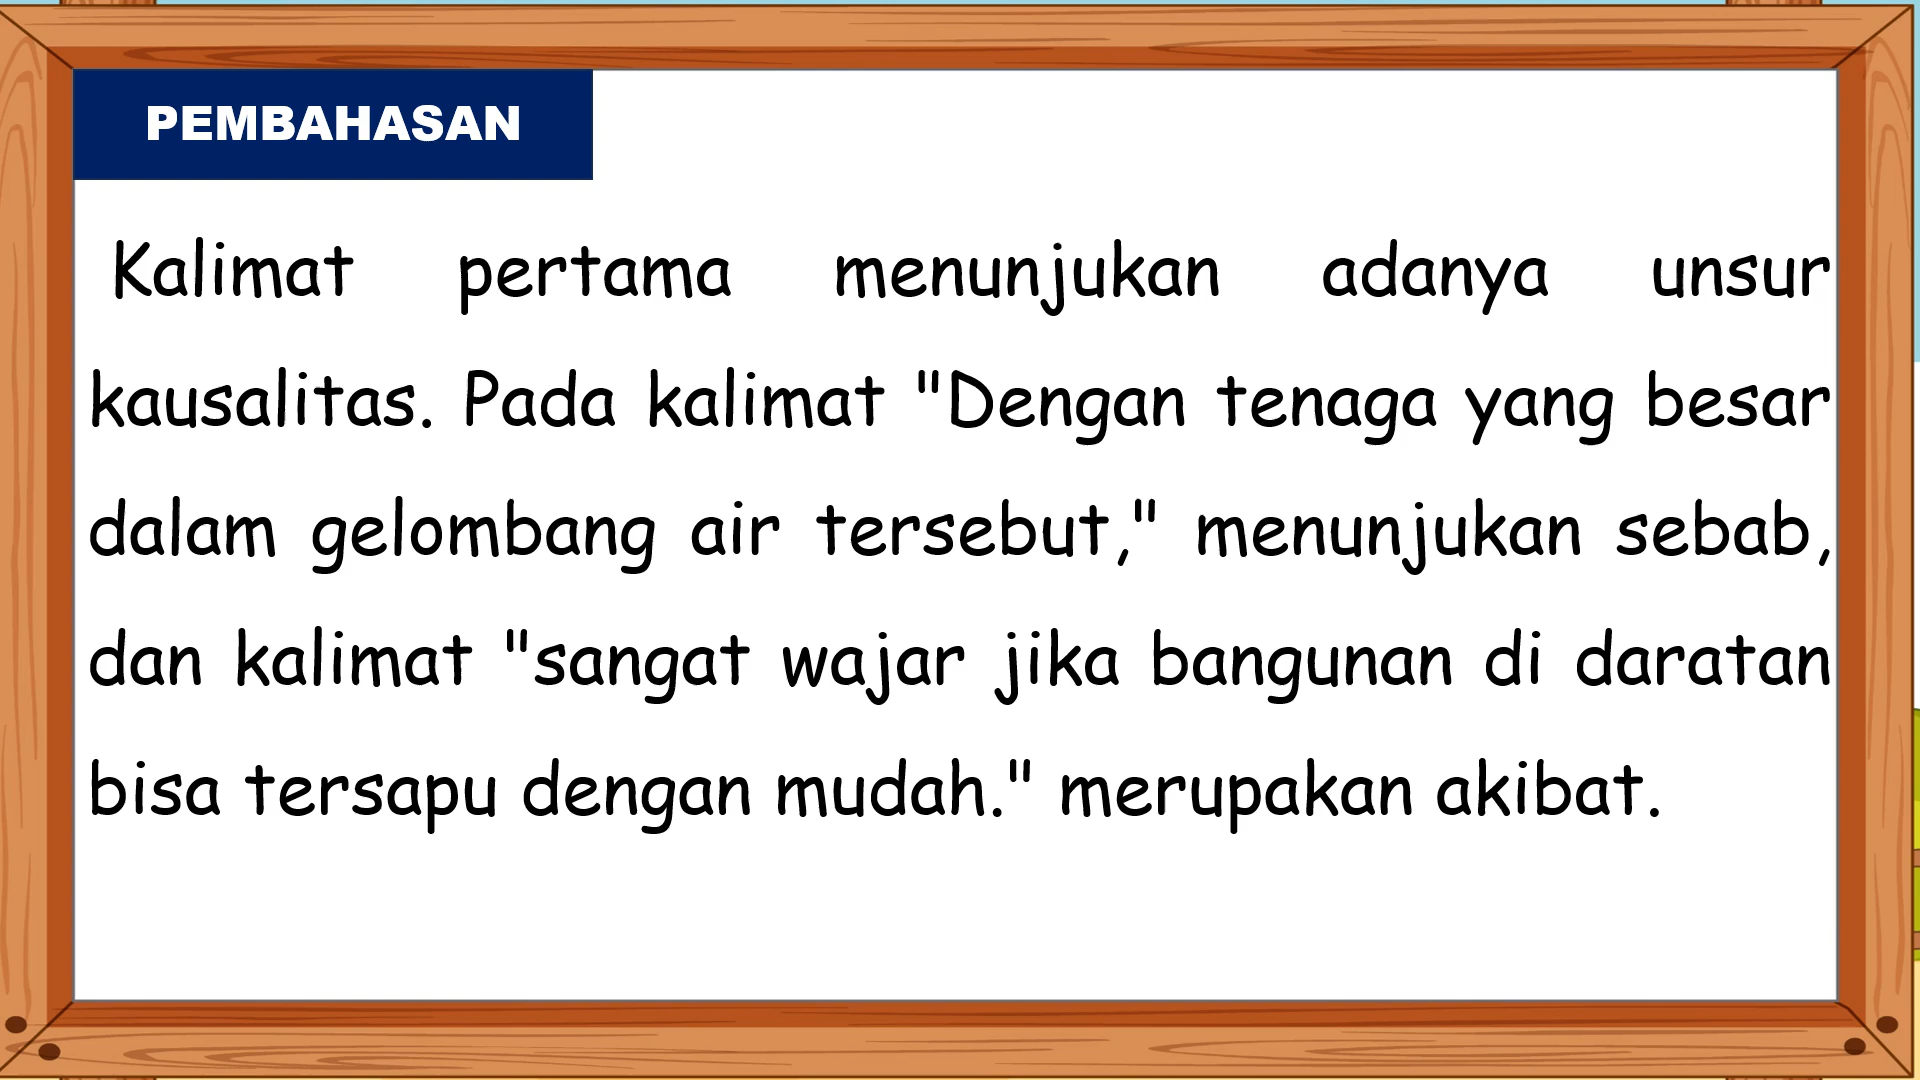 PEMBAHASAN
Kalimat pertama menunjukan adanya unsur
kausalitas. Pada kalimat "Dengan tenaga yang besar
dalam gelombang air tersebut," menunjukan sebab,
dan kalimat "sangat wajar jika bangunan di daratan
bisa tersapu dengan mudah." merupakan akibat.